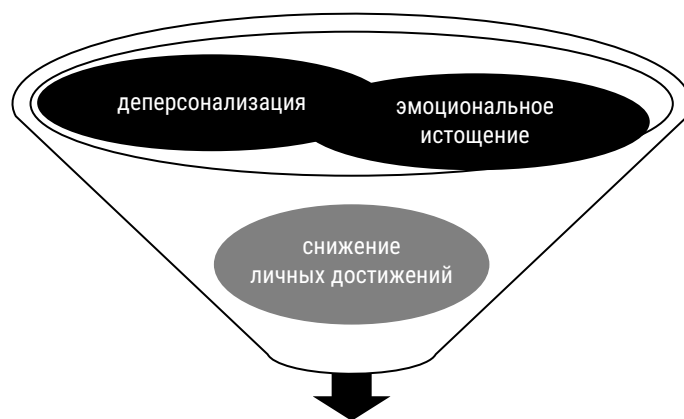 деперсонализация
эмоциональное
истощение
снижение
личных достижений